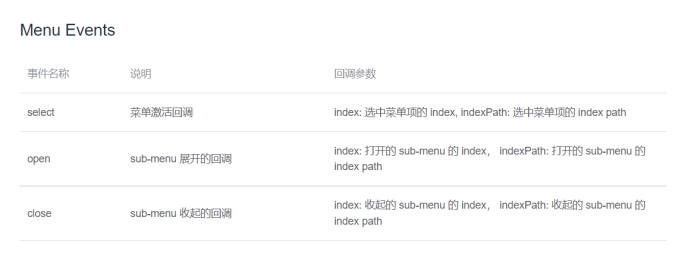 Menu Events
事件名称 说明 回调参数
select 菜单激活回调 index: 选中菜单项的 index, indexPath: 选中菜单项的 index path
open sub-menu 展开的回调 index: 打开的 sub-menu 的 index， indexPath: 打开的 sub-menu 的
index path
close sub-menu 收起的回调 index: 收起的 sub-menu 的 index， indexPath: 收起的 sub-menu 的
index path